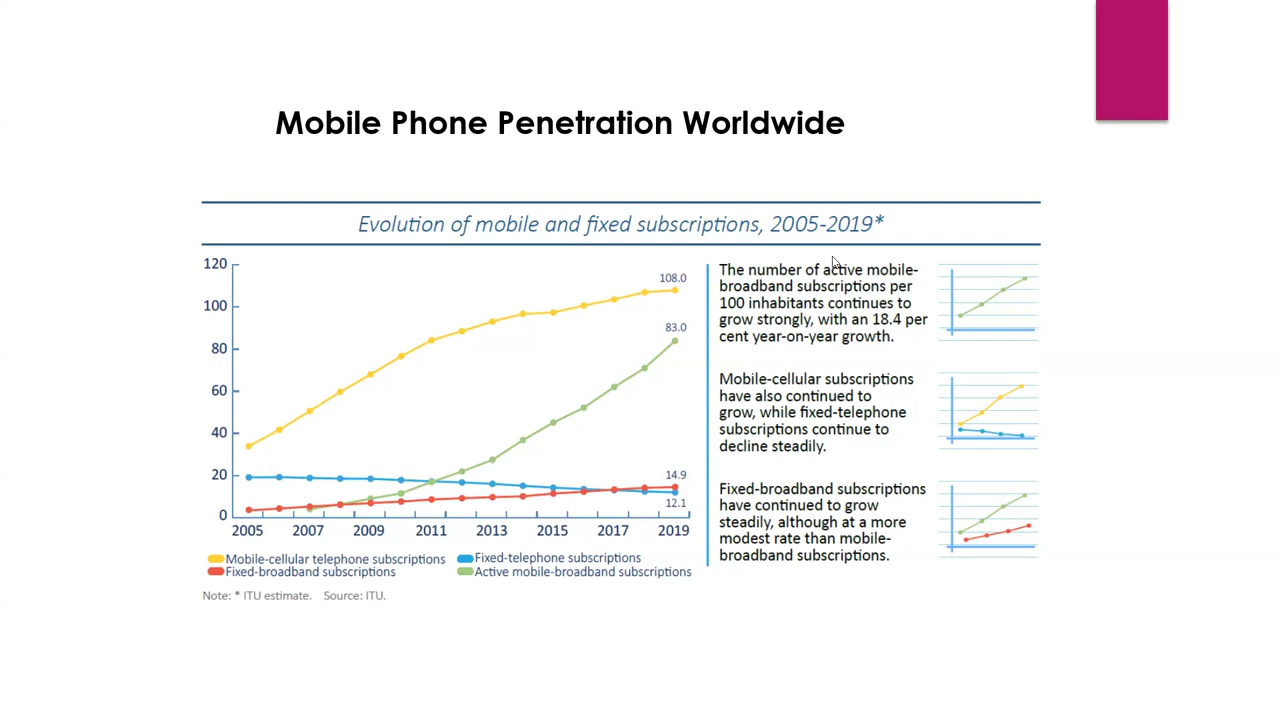 Mobile Phone Penetration Worldwide
Evolution of mobile and fixed subscriptions, 2005-2019*
120
100
80
60
40
20
0
108.0
83.0
14.9
12.1
2005 2007 2009 2011 2013 2015 2017 2019
Mobile-cellular telephone subscriptions
Fixed-telephone subscriptions
Fixed-broadband subscriptions
Active mobile-broadband subscriptions
Note: * ITU estimate. Source: ITU.
The number of active mobile-
broadband subscriptions per
100 inhabitants continues to
grow strongly, with an 18.4 per
cent year-on-year growth.
Mobile-cellular subscriptions
have also continued to
grow, while fixed-telephone
subscriptions continue to
decline steadily.
Fixed-broadband subscriptions
have continued to grow
steadily, although at a more
modest rate than mobile-
broadband subscriptions.